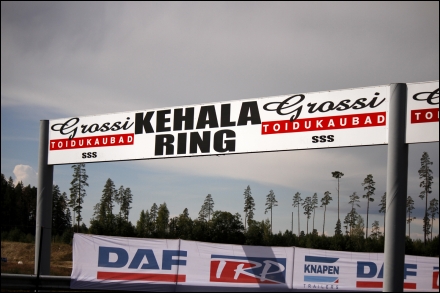 Grossi
TOIDUKAUBAD
SSS
KEHALA
RING
Grossi
TOIDUKAUBAD
SSS
DAF
TRP
KNAPEN
TRAILERS
DAF